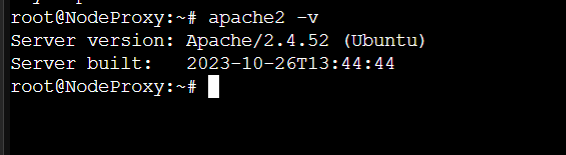 root@NodeProxy:~# apache2 -v
Server version: Apache/2.4.52 (Ubuntu)
Server built:   2023-10-26T13:44:44
root@NodeProxy:~#